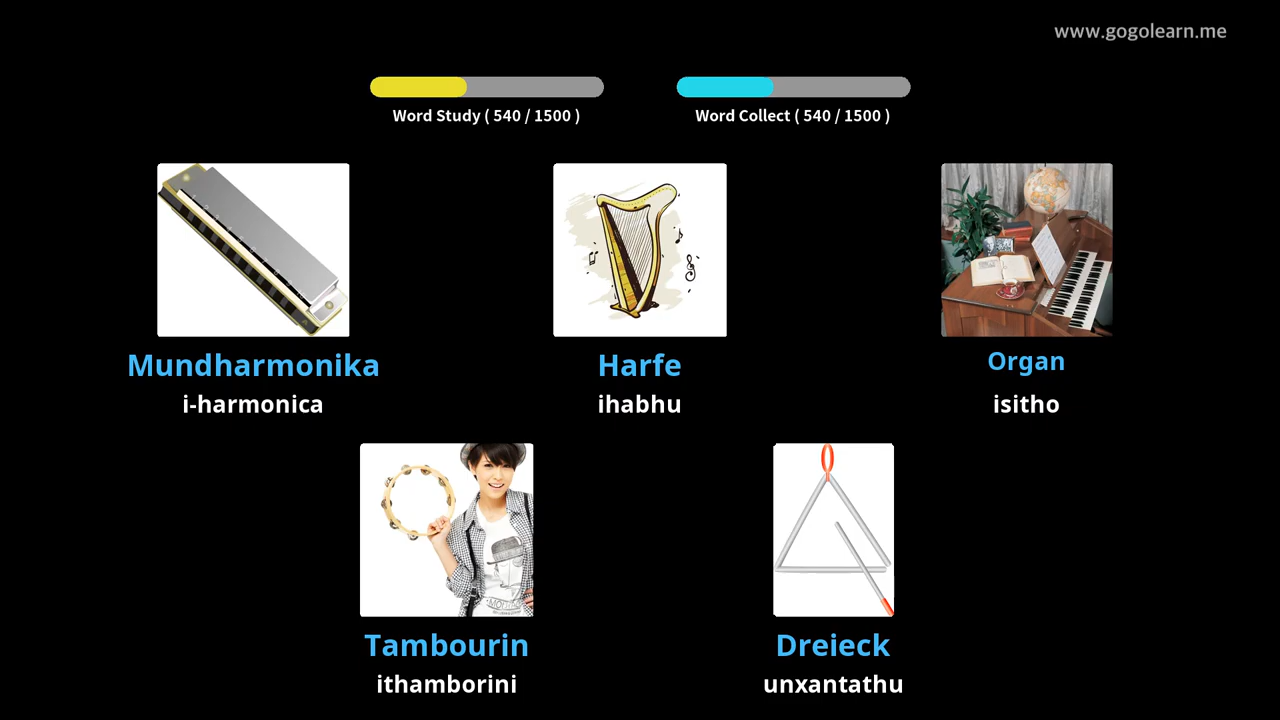 www.gogolearn.me
Word Study ( 540 / 1500 )
Word Collect ( 540 / 1500 )
Mundharmonika
i-harmonica
Harfe
ihabhu
Organ
isitho
Tambourin
ithamborini
Dreieck
unxantathu